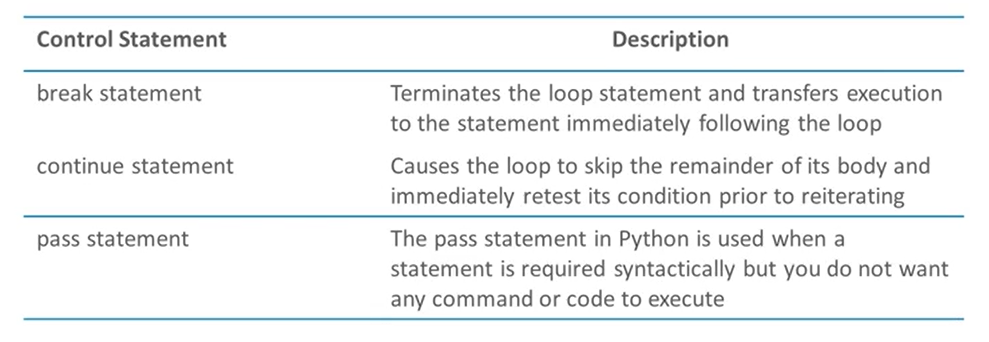 Control Statement Description
break statement Terminates the loop statement and transfers execution
to the statement immediately following the loop
continue statement Causes the loop to skip the remainder of its body and
immediately retest its condition prior to reiterating
pass statement The pass statement in Python is used when a
statement is required syntactically but you do not want
any command or code to execute